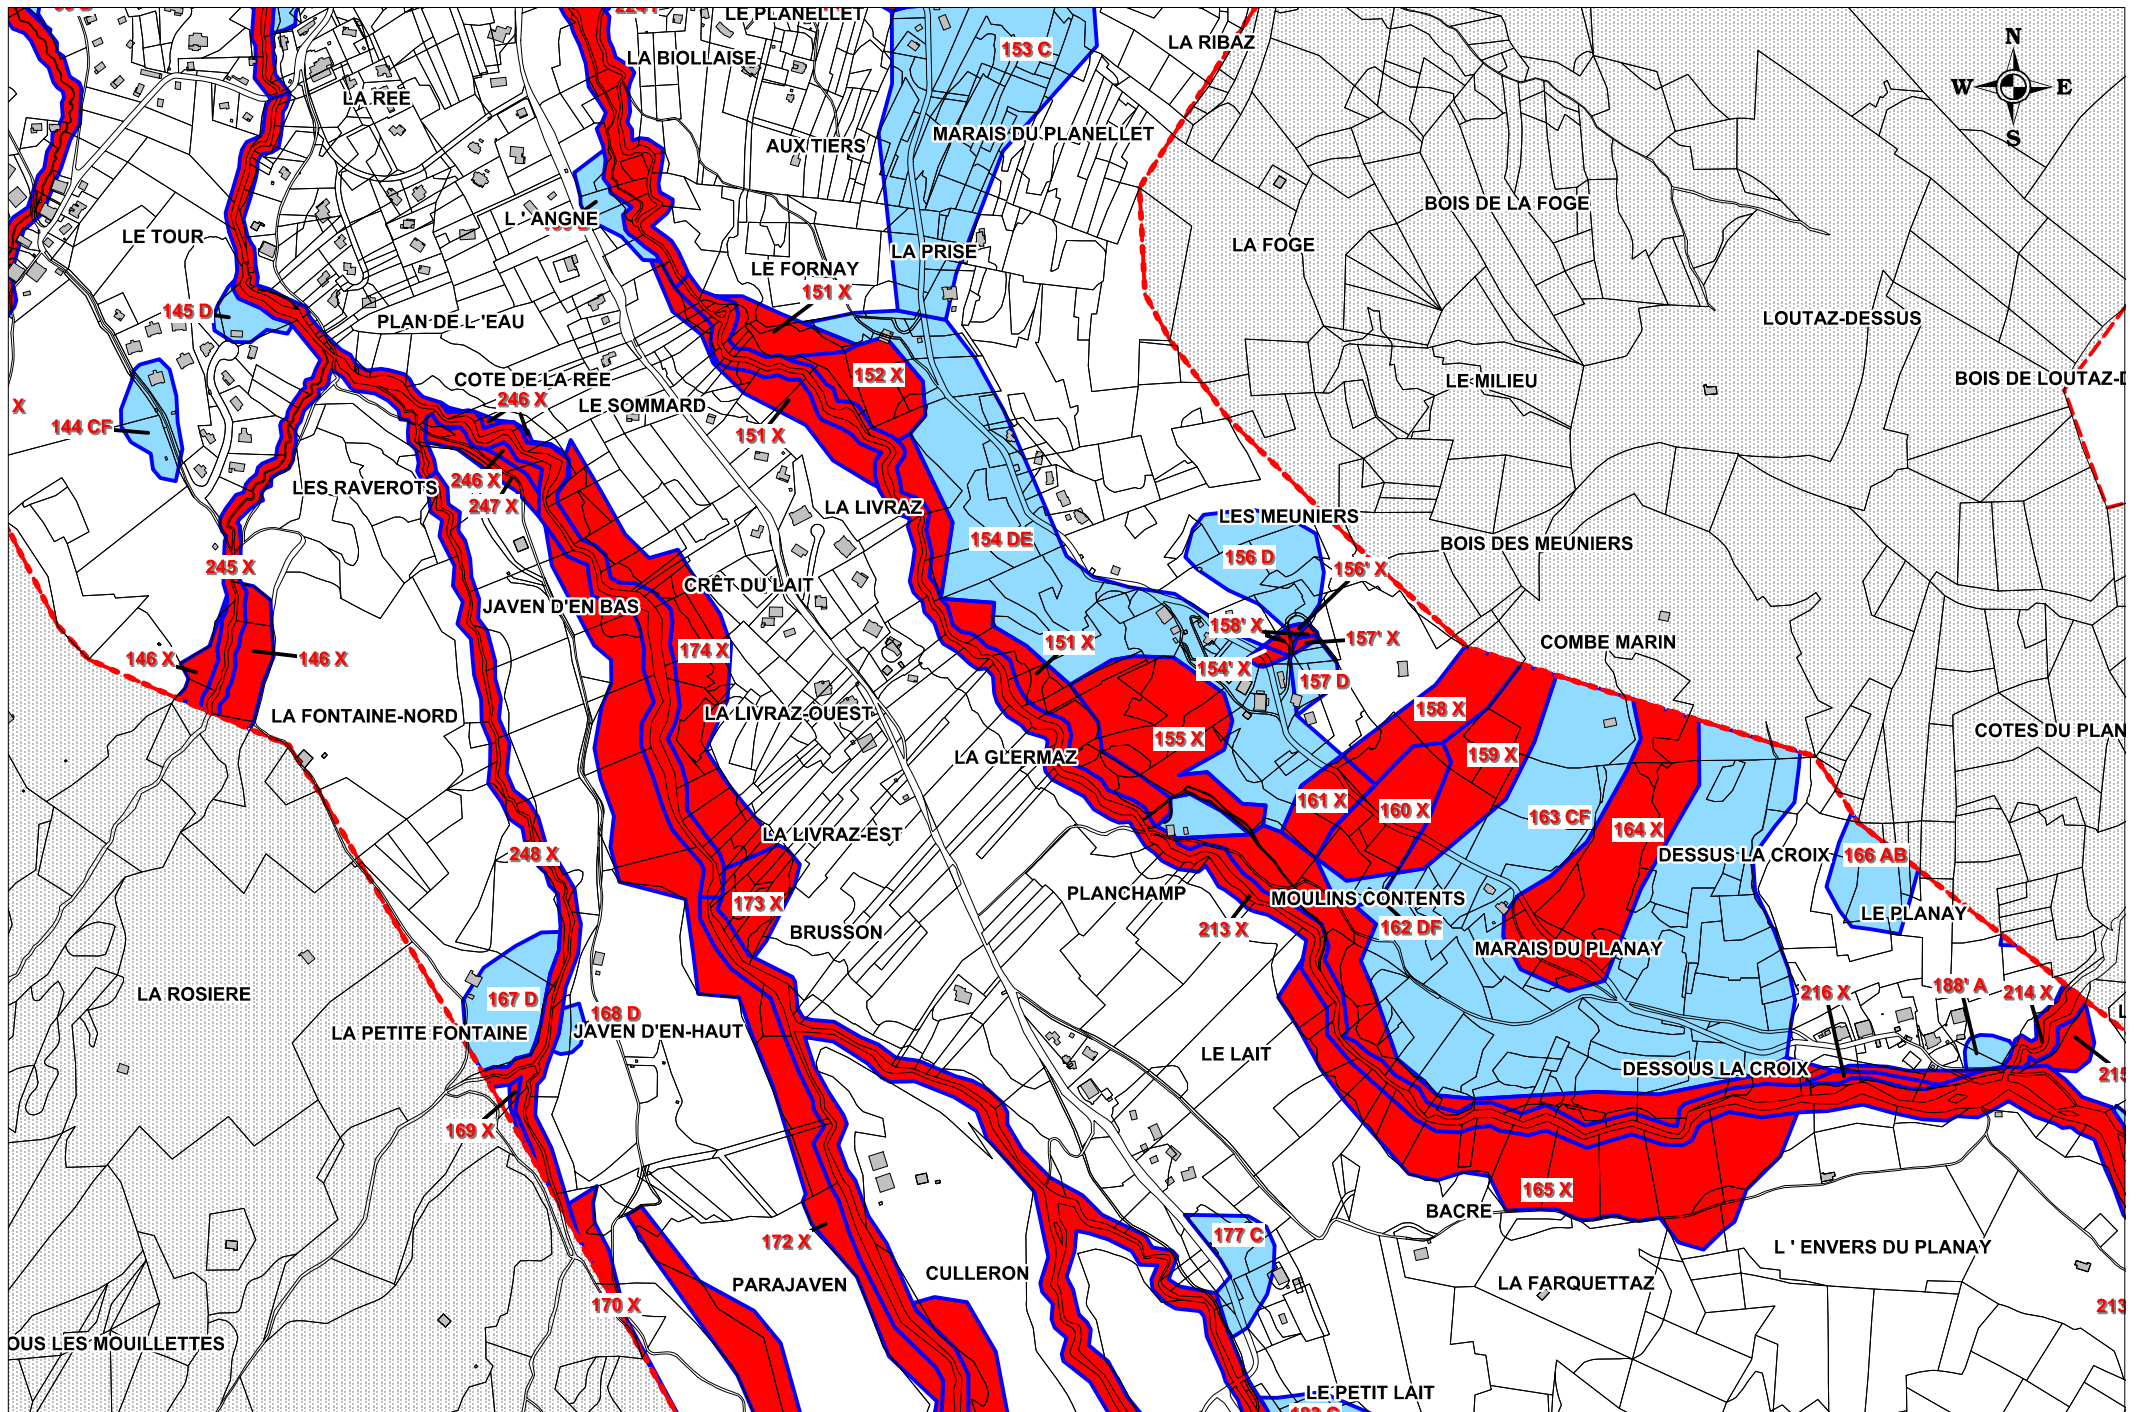 LE PLANELLET
153 C
LA RIBAZ
N
LA BIOLLAISE
W
E
LA REE
S
MARAIS DU PLANELLET
AUX TIERS
BOIS DE LA FOGE
L ' ANGNE
LE TOUR
LA FOGE
LA PRISE
LE FORNAY
151 X
145 D
PLAN DE L 'EAU
LOUTAZ-DESSUS
152 X
COTE DE LA REE
LE MILIEU
BOIS DE LOUTAZ-D
X
246 X
LE SOMMARD
144 CF
151 X
246 X
LES RAVEROTS
247 X
LA LIVRAZ
LES MEUNIERS
154 DE
BOIS DES MEUNIERS
156 D
245 X
156' X
CRÊT DU LAIT
JAVEN D'EN BAS
158' X
157' X
151 X
COMBE MARIN
174 X
146 X
146 X
154' X
157 D
158 X
LA FONTAINE-NORD
LA LIVRAZ-OUEST
COTES DU PLAN
155 X
159 X
LA GLERMAZ
161 X
160 X
163 CF
164 X
LA LIVRAZ-EST
248 X
DESSUS LA CROIX
166 AB
PLANCHAMP
173 X
MOULINS CONTENTS
LE PLANAY
213 X
162 DF
BRUSSON
MARAIS DU PLANAY
LA ROSIERE
167 D
216 X
188' A
214 X
168 D
LA PETITE FONTAINE
JAVEN D'EN-HAUT
LE LAIT
DESSOUS LA CROIX
215
169 X
165 X
BACRE
172 X
177 C
L ' ENVERS DU PLANAY
CULLERON
PARAJAVEN
LA FARQUETTAZ
170 X
213
OUS LES MOUILLETTES
LE PETIT LAIT